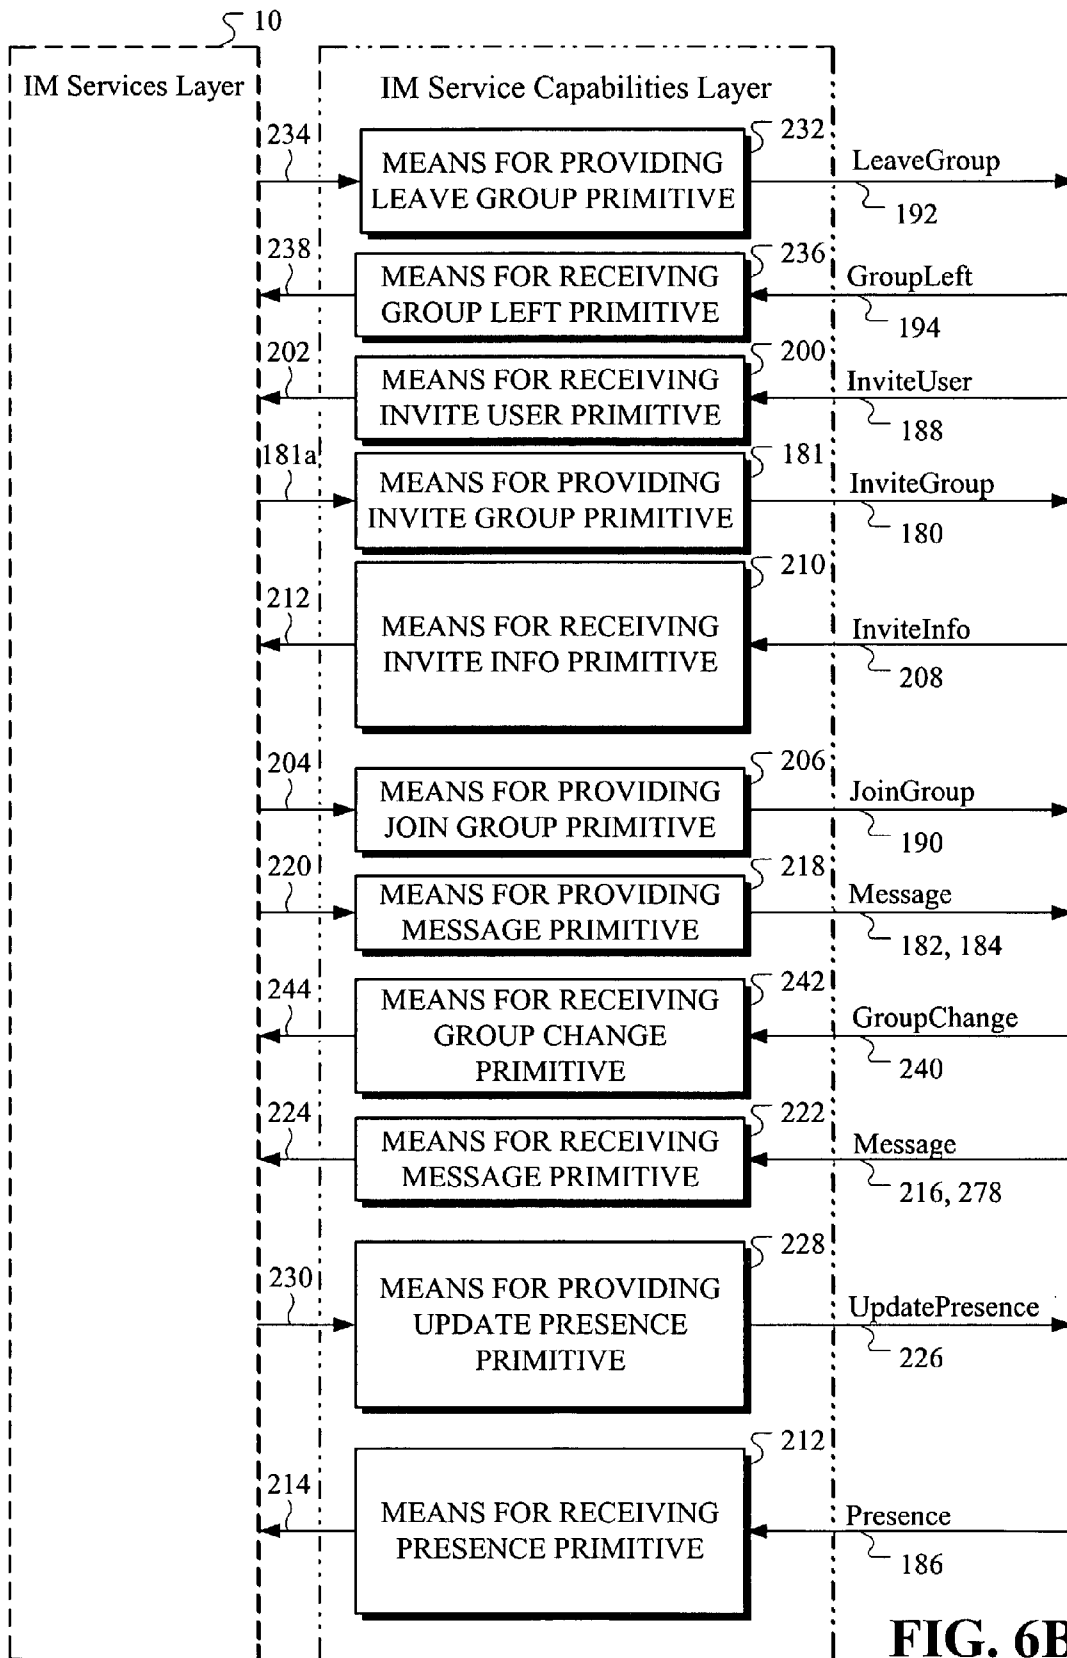 10
IM Services Layer
IM Service Capabilities Layer
234
MEANS FOR PROVIDING
LEAVE GROUP PRIMITIVE
232
LeaveGroup
192
238
MEANS FOR RECEIVING
GROUP LEFT PRIMITIVE
236
GroupLeft
194
202
MEANS FOR RECEIVING
INVITE USER PRIMITIVE
200
InviteUser
188
181a
MEANS FOR PROVIDING
INVITE GROUP PRIMITIVE
181
InviteGroup
180
212
MEANS FOR RECEIVING
INVITE INFO PRIMITIVE
210
InviteInfo
208
204
MEANS FOR PROVIDING
JOIN GROUP PRIMITIVE
206
JoinGroup
190
220
MEANS FOR PROVIDING
MESSAGE PRIMITIVE
218
Message
182, 184
244
MEANS FOR RECEIVING
GROUP CHANGE
PRIMITIVE
242
GroupChange
240
224
MEANS FOR RECEIVING
MESSAGE PRIMITIVE
222
Message
216, 278
230
MEANS FOR PROVIDING
UPDATE PRESENCE
PRIMITIVE
228
UpdatePresence
226
214
MEANS FOR RECEIVING
PRESENCE PRIMITIVE
212
Presence
186
FIG. 6B